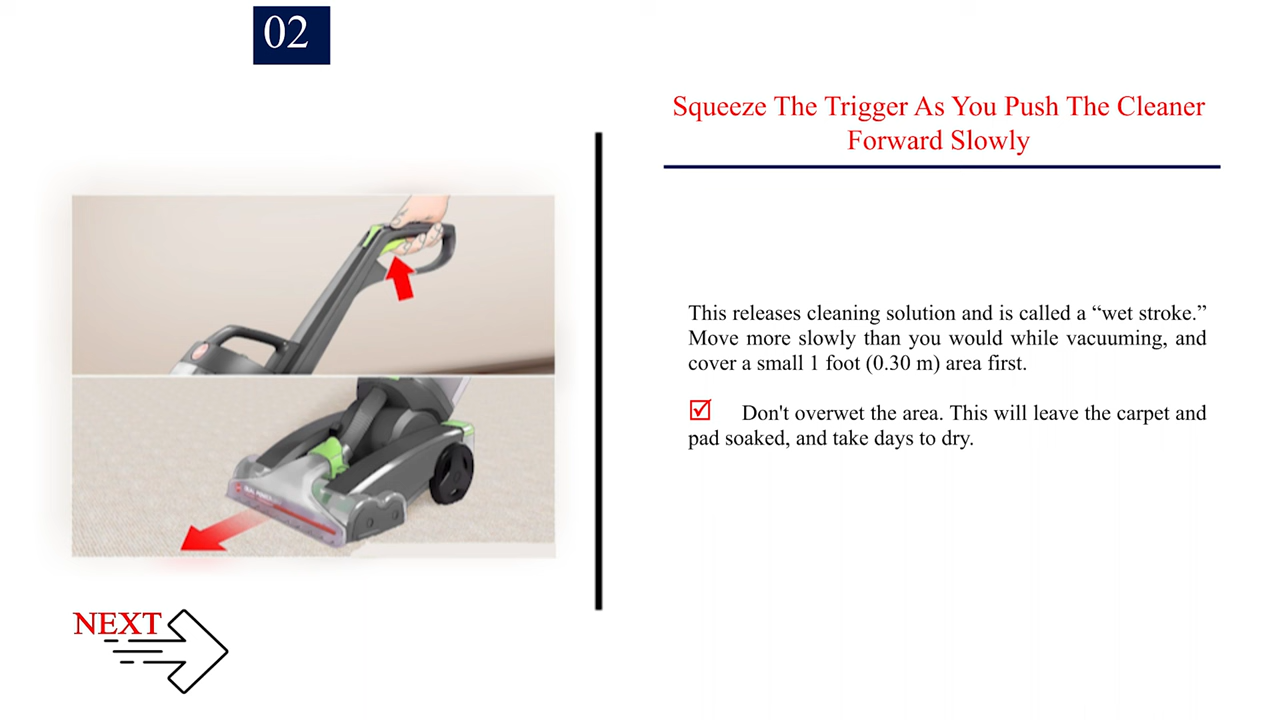 02
Squeeze The Trigger As You Push The Cleaner
Forward Slowly
This releases cleaning solution and is called a “wet stroke.”
Move more slowly than you would while vacuuming, and
cover a small 1 foot (0.30 m) area first.
Don't overwet the area. This will leave the carpet and
pad soaked, and take days to dry.
NEXT